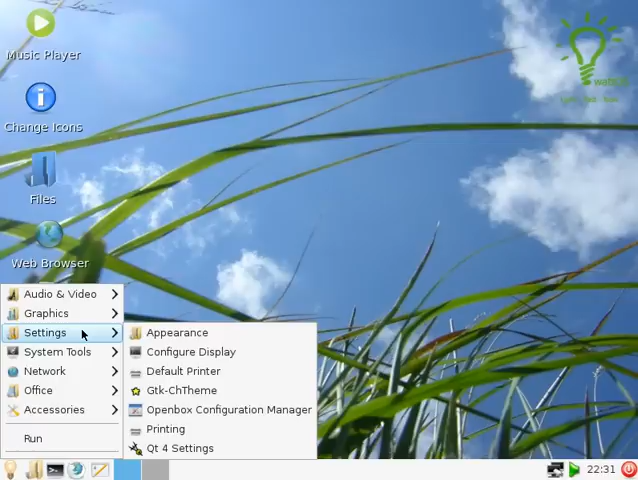 Music Player
Change Icons
Files
Web Browser
watt
Audio & Video
Graphics
Settings
System Tools
Network
Office
Accessories
Run
Appearance
Configure Display
Default Printer
Gtk-ChTheme
Openbox Configuration Manager
Printing
Qt 4 Settings
22:31